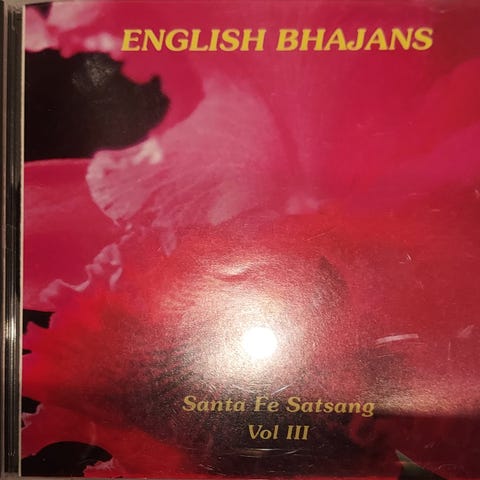 ENGLISH BHAJANS
Santa Fe Satsang
Vol III